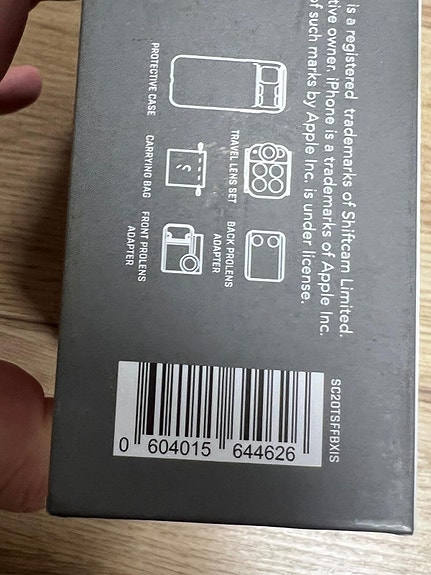 is a registered trademarks of Shiftcam Limited.
tive owner. iPhone is a trademarks of Apple Inc.
of such marks by Apple Inc. is under license.
PROTECTIVE CASE
TRAVEL LENS SET
CARRYING BAG
BACK PROLENS
ADAPTER
FRONT PROLENS
ADAPTER
SC20TSFFBXIS
0 604015 644626